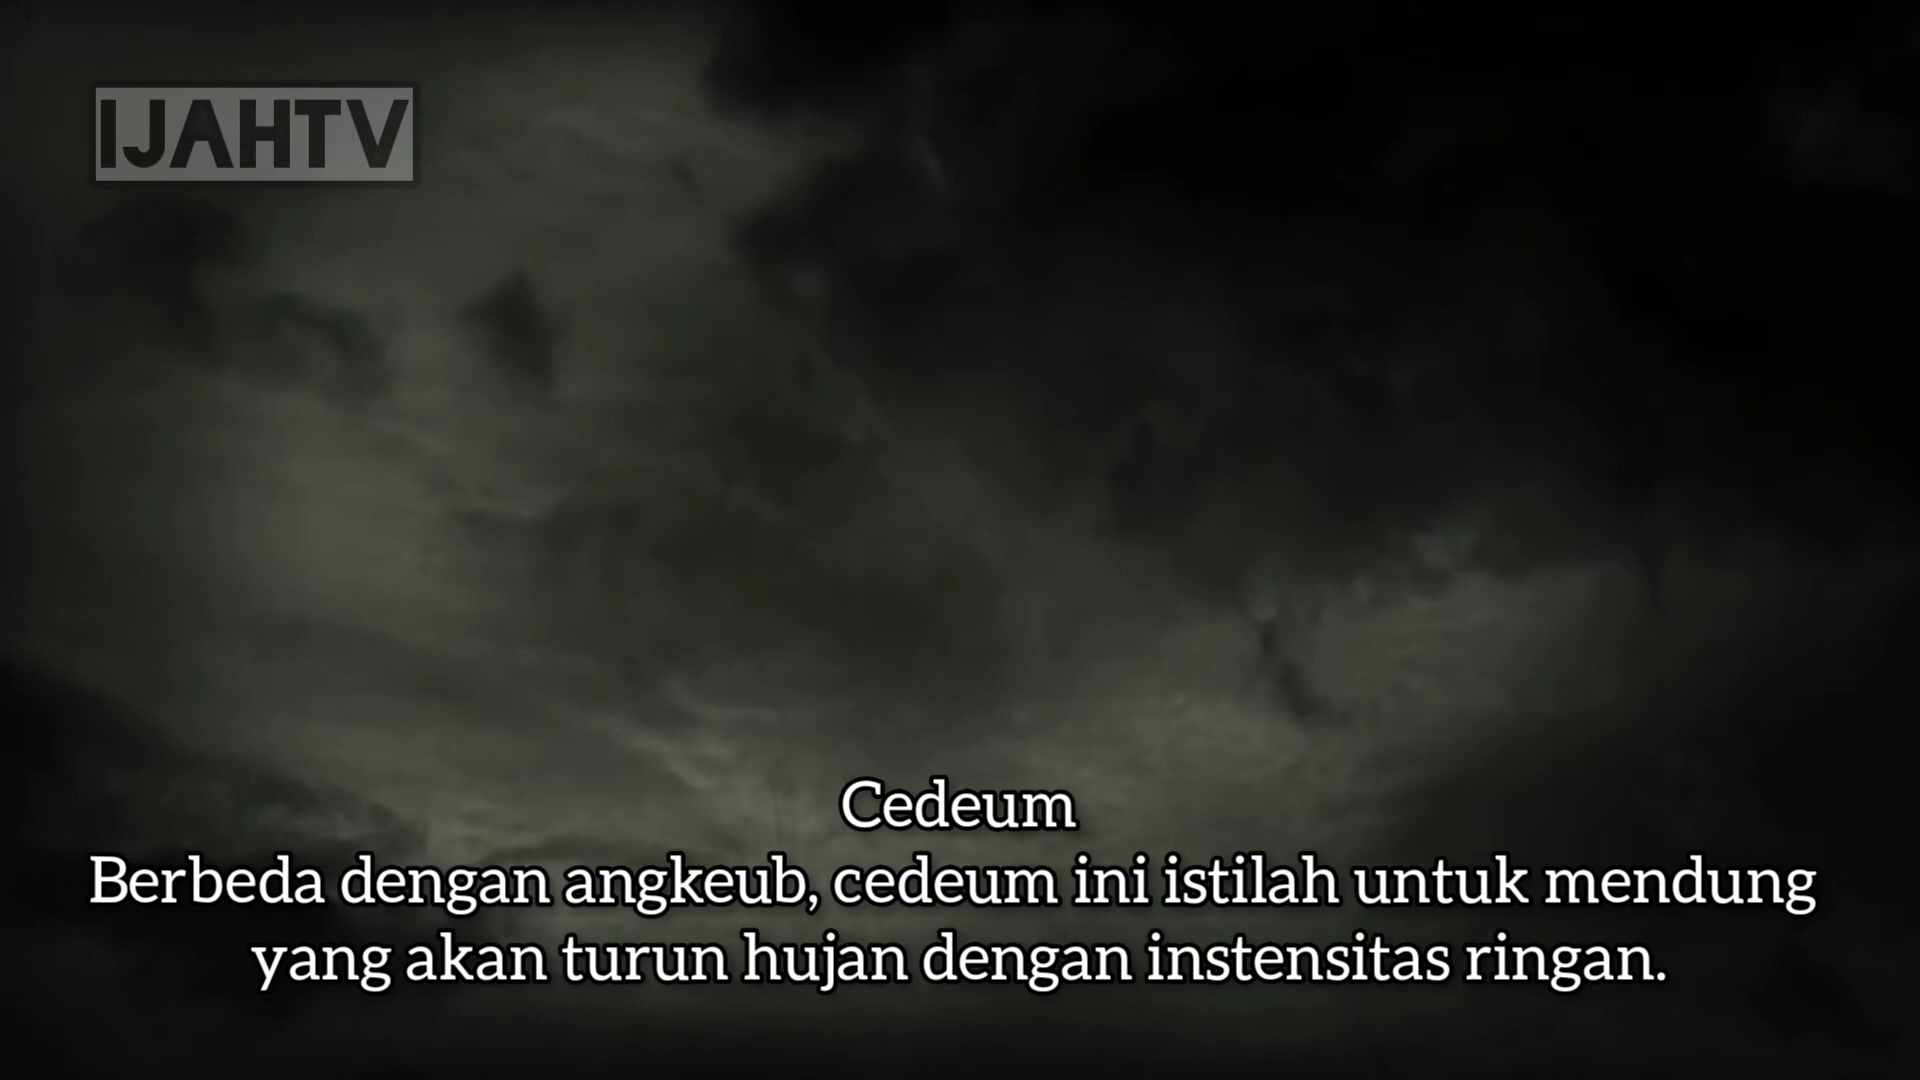 IJAHTV
Cedeum
Berbeda dengan angkeub, cedeum ini istilah untuk mendung
yang akan turun hujan dengan instensitas ringan.